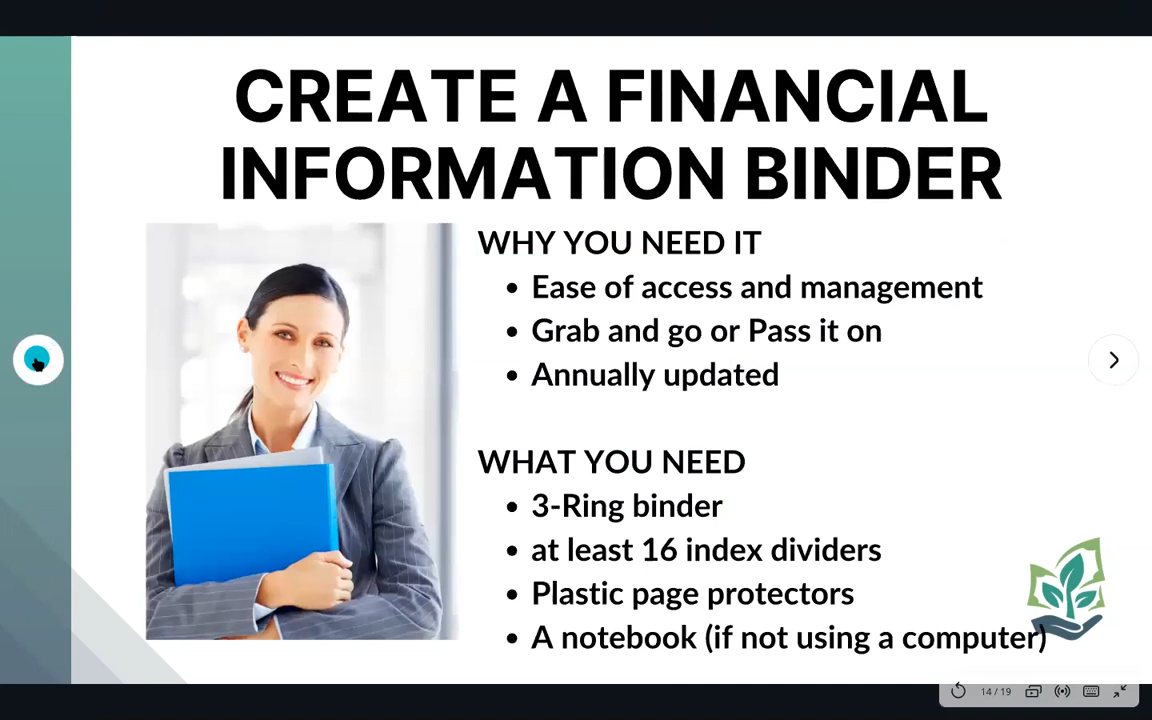 CREATE A FINANCIAL
INFORMATION BINDER
WHY YOU NEED IT
• Ease of access and management
• Grab and go or Pass it on
• Annually updated
WHAT YOU NEED
• 3-Ring binder
• at least 16 index dividers
• Plastic page protectors
• A notebook (if not using a computer)
14 / 19